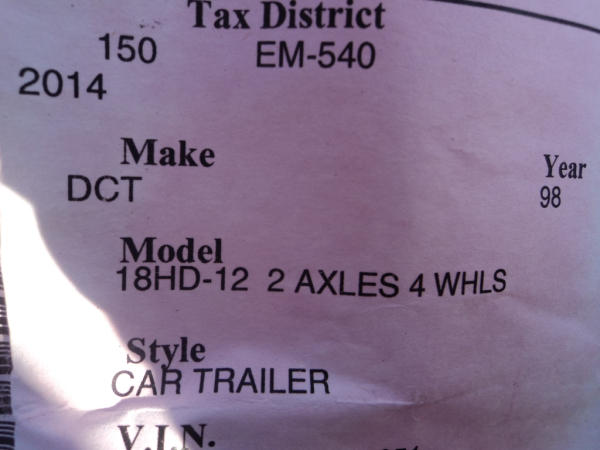 Tax District
150 EM-540
2014
Make
Year
DCT
98
Model
18HD-12 2 AXLES 4 WHLS
Style
CAR TRAILER
V.I.N.